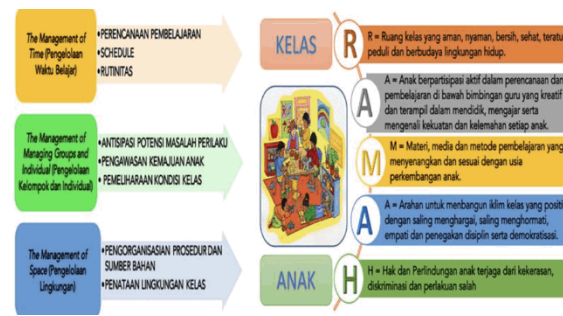 The Management of
Time (Pengelolaan
Waktu Belajar)
• PERENCANAAN PEMBELAJARAN
• SCHEDULE
• RUTINITAS
The Management of
Managing Groups and
Individual (Pengelolaan
Kelompok dan Individual)
• ANTISIPASI POTENSI MASALAH PERILAKU
• PENGAWASAN KEMAJUAN ANAK
• PEMELIHARAAN KONDISI KELAS
The Management of
Space (Pengelolaan
Lingkungan)
• PENGORGANISASIAN PROSEDUR DAN
SUMBER BAHAN
• PENATAAN LINGKUNGAN KELAS
KELAS
R
R = Ruang kelas yang aman, nyaman, bersih, sehat, teratur
peduli dan berbudaya lingkungan hidup.
A
A = Anak berpartisipasi aktif dalam perencanaan dan
pembelajaran di bawah bimbingan guru yang kreatif
dan terampil dalam mendidik, mengajar serta
mengenali kekuatan dan kelemahan setiap anak.
M
M = Materi, media dan metode pembelajaran yang
menyenangkan dan sesuai dengan usia
perkembangan anak.
A
A = Arahan untuk menbangun iklim kelas yang positi
dengan saling menghargai, saling menghormati,
empati dan penegakan disiplin serta demokratisasi.
ANAK
H
H = Hak dan Perlindungan anak terjaga dari kekerasan,
diskriminasi dan perlakuan salah